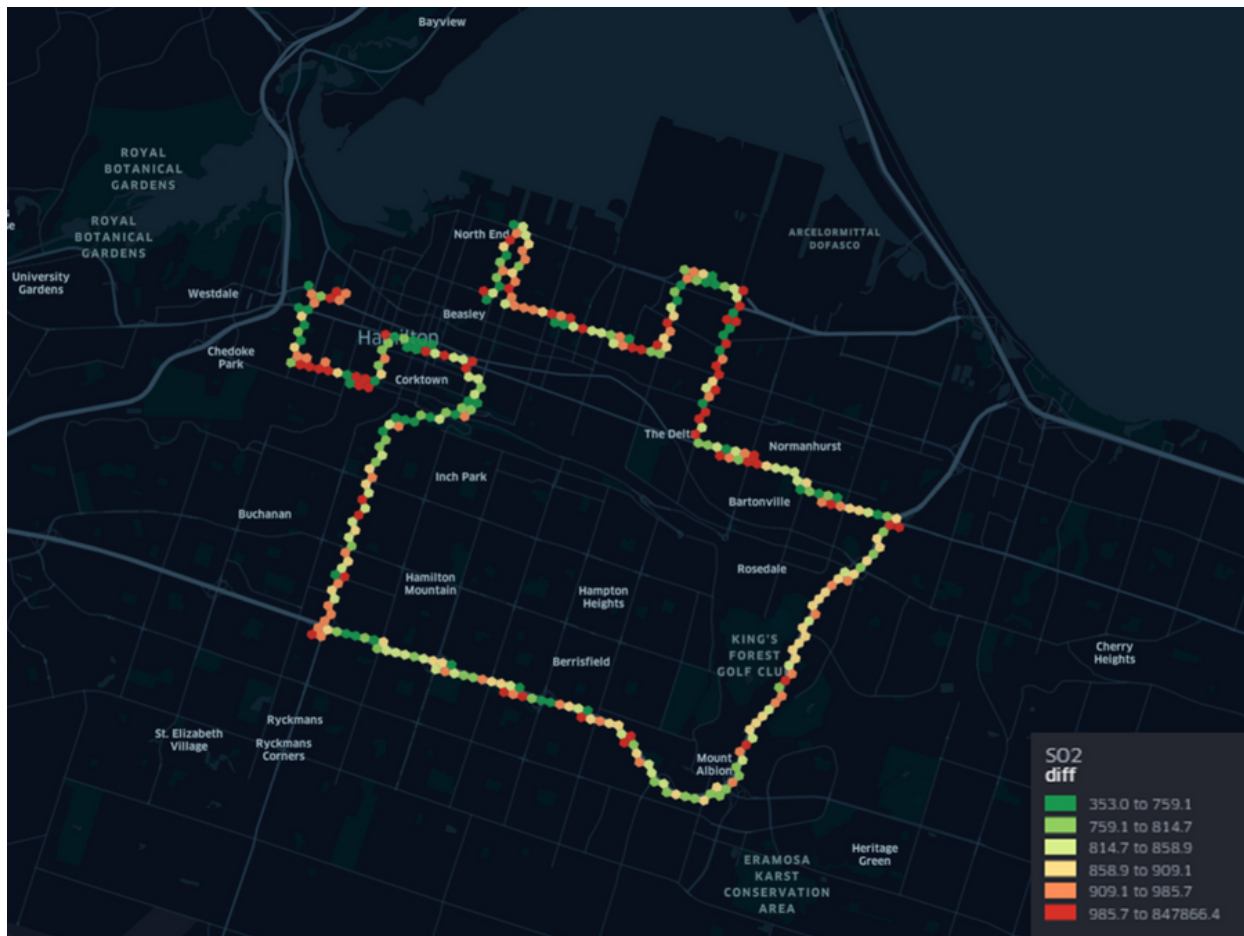 Bayview
ROYAL
BOTANICAL
GARDENS
ROYAL
BOTANICAL
GARDENS
University
Gardens
Westdale
North End
ARCELORMITTAL
DOFASCO
Beasley
Hamilton
Chedoke
Park
Corktown
The Delt
Normanhurst
Inch Park
Bartonville
Buchanan
Rosedale
Hamilton
Mountain
Hampton
Heights
KING'S
FOREST
GOLF CLU
Cherry
Heights
Berrisfield
Ryckmans
St. Elizabeth
Village
Ryckmans
Corners
Mount
Albion
Heritage
Green
ERAMOSA
KARST
CONSERVATION
AREA
SO2
diff
353.0 to 759.1
759.1 to 814.7
814.7 to 858.9
858.9 to 909.1
909.1 to 985.7
985.7 to 847866.4